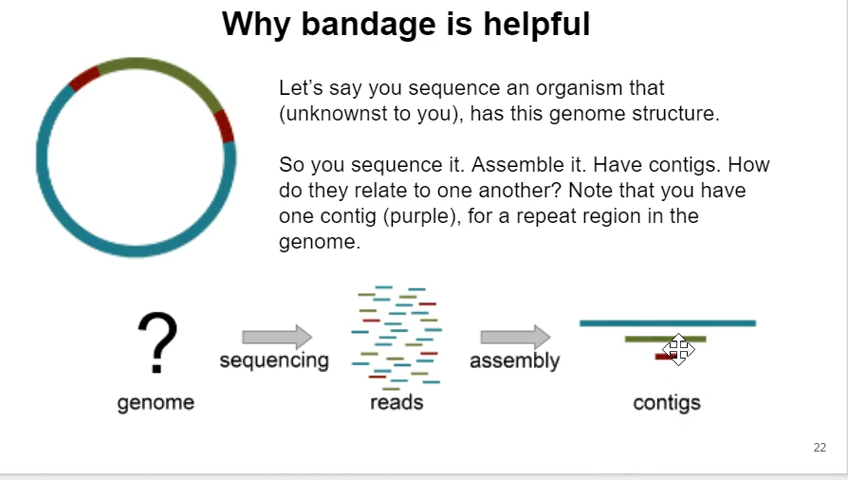 Why bandage is helpful
Let's say you sequence an organism that
(unknownst to you), has this genome structure.
So you sequence it. Assemble it. Have contigs. How
do they relate to one another? Note that you have
one contig (purple), for a repeat region in the
genome.
?
sequencing
assembly
genome
reads
contigs
22